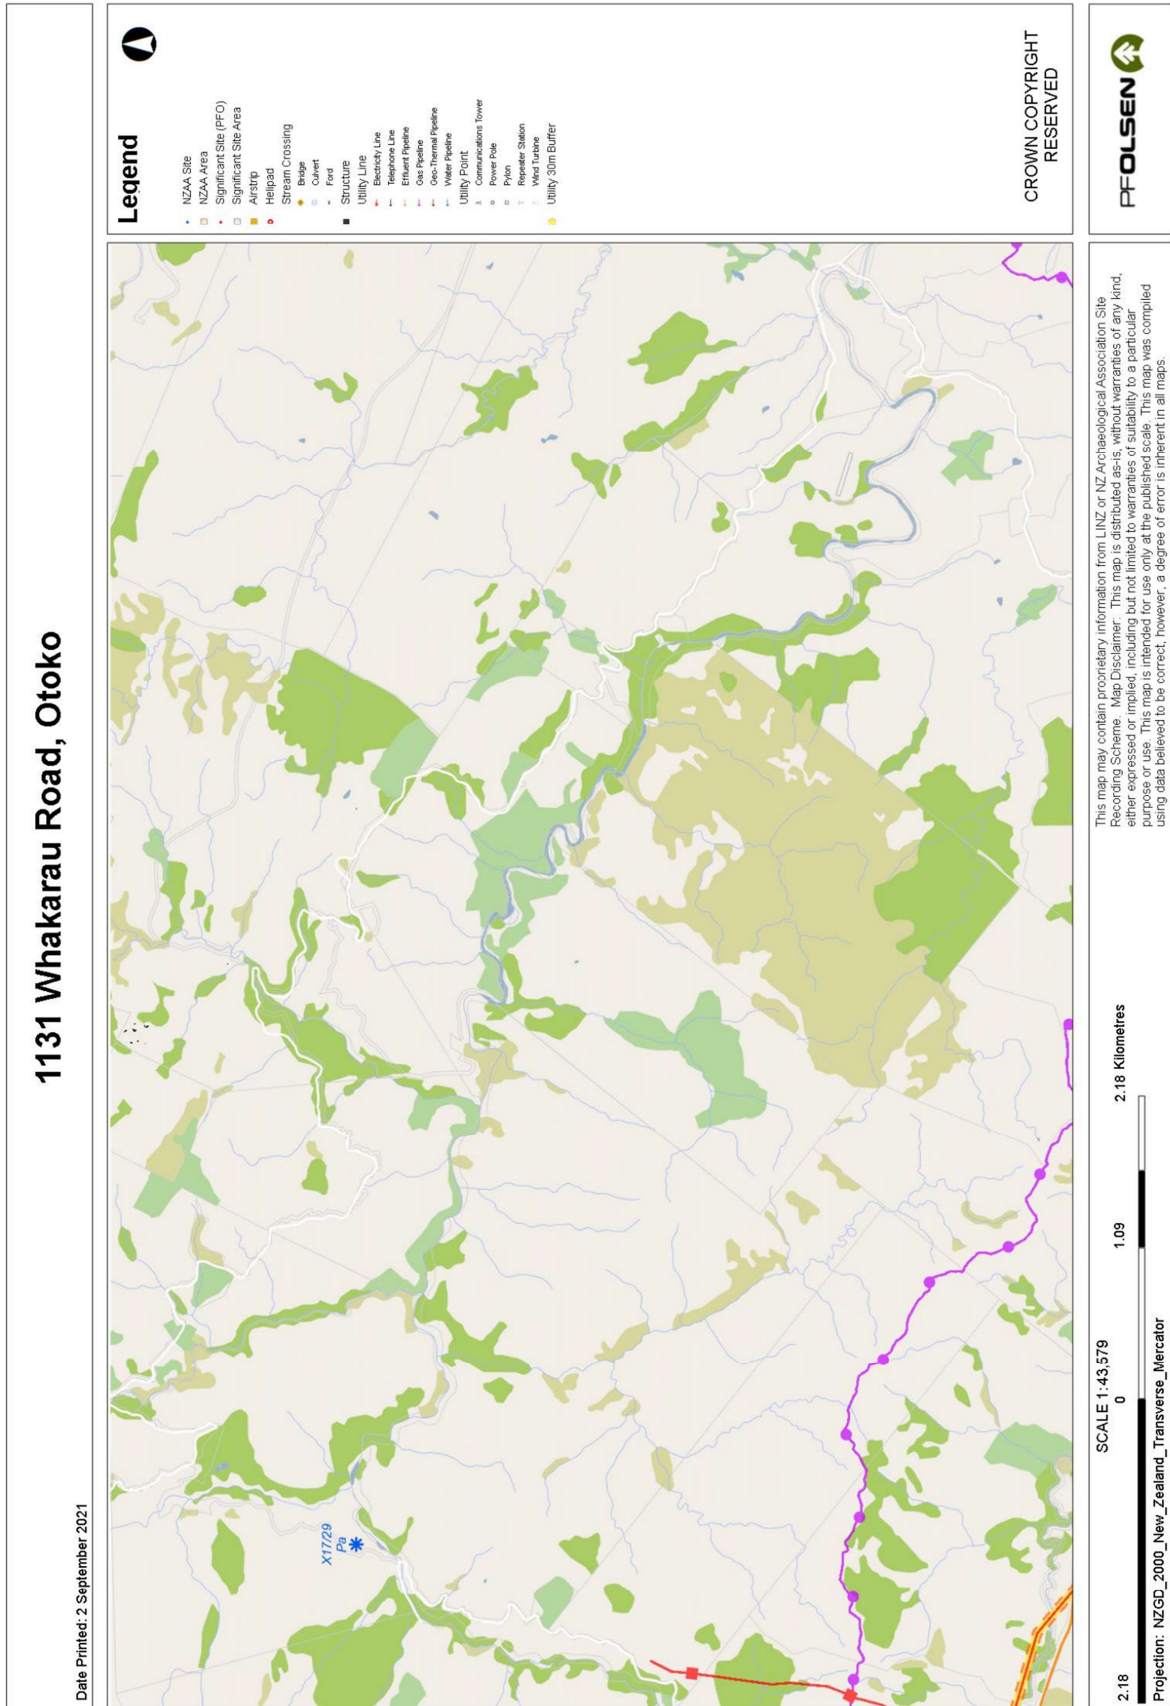 1131 Whakarau Road, Otoko
Date Printed: 2 September 2021
Legend
NZAA Site
NZAA Area
Significant Site (PFO)
Significant Site Area
Airstrip
Helipad
Stream Crossing
Bridge
Culvert
Ford
Structure
Utility Line
Electricity Line
Telephone Line
Effluent Pipeline
Gas Pipeline
Geo-Thermal Pipeline
Water Pipeline
Utility Point
Comunications Tower
Power Pole
Pylon
Repeater Station
Wind Turbine
Utility 30m Buffer
CROWN COPYRIGHT
RESERVED
X17/29
Pa
SCALE 1:43,579
2.18
0
1.09
2.18 Kilometres
Projection: NZGD_2000_New_Zealand_Transverse_Mercator
This map may contain proprietary information from LINZ or NZ Archaeological Association Site
Recording Scheme. Map Disclaimer: This map is distributed as-is, without warranties of any kind,
either expressed or implied, including but not limited to warranties of suitability to a particular
purpose or use. This map is intended for use only at the published scale. This map was compiled
using data believed to be correct, however, a degree of error is inherent in all maps.
PFOLSEN